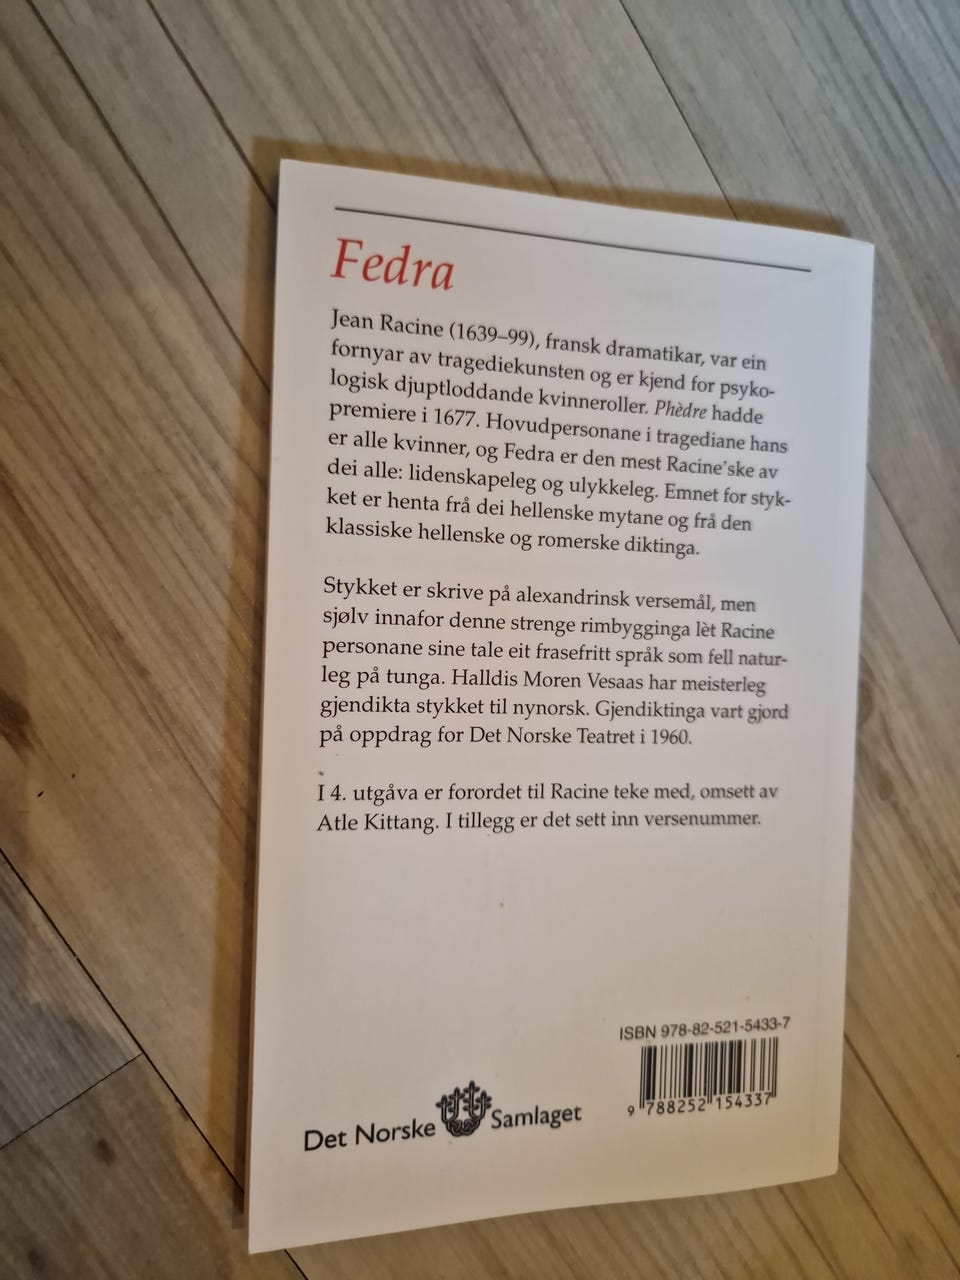 Fedra
Jean Racine (1639–99), fransk dramatikar, var ein
fornyar av tragediekunsten og er kjend for psyko-
logisk djuptloddande kvinneroller. Phèdre hadde
premiere i 1677. Hovudpersonane i tragediane hans
er alle kvinner, og Fedra er den mest Racine'ske av
dei alle: lidenskapeleg og ulykkeleg. Emnet for styk-
ket er henta frå dei hellenske mytane og frå den
klassiske hellenske og romerske diktinga.
Stykket er skrive på alexandrinsk versemål, men
sjølv innafor denne strenge rimbygginga lèt Racine
personane sine tale eit frasefritt språk som fell natur-
leg på tunga. Halldis Moren Vesaas har meisterleg
gjendikta stykket til nynorsk. Gjendiktinga vart gjord
på oppdrag for Det Norske Teatret i 1960.
I 4. utgåva er forordet til Racine teke med, omsett av
Atle Kittang. I tillegg er det sett inn versenummer.
ISBN 978-82-521-5433-7
9 788252 154337
Det Norske Samlaget